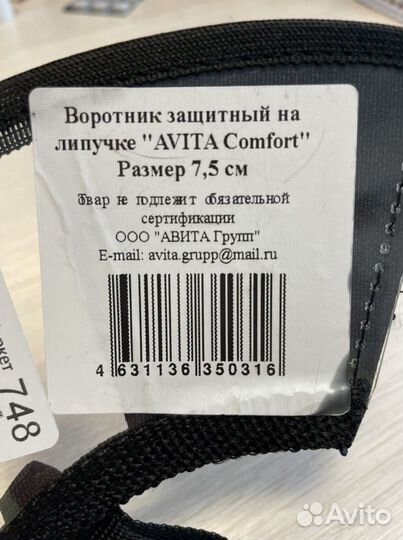 Воротник защитный на
липучке "AVITA Comfort"
Размер 7,5 см
Товар не подлежит обязательной
сертификации
ООО "АВИТА Групп"
E-mail: avita.grupp@mail.ru
4 631136 350316
748
Avito